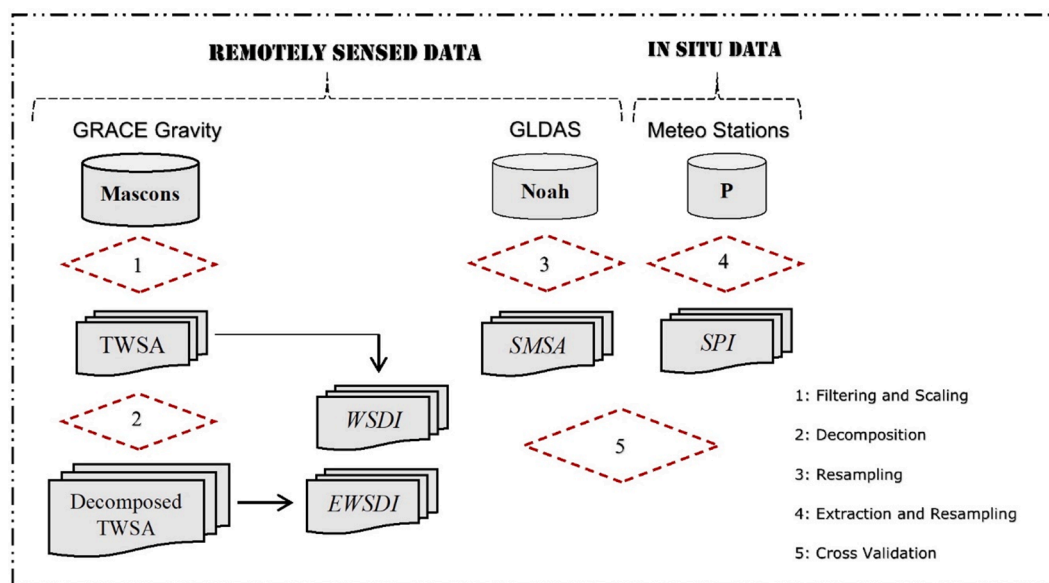 REMOTELY SENSED DATA
IN SITU DATA
GRACE Gravity
GLDAS
Meteo Stations
Mascons
Noah
P
1
3
4
TWSA
SMSA
SPI
2
WSDI
5
Decomposed
TWSA
EWSDI
1: Filtering and Scaling
2: Decomposition
3: Resampling
4: Extraction and Resampling
5: Cross Validation